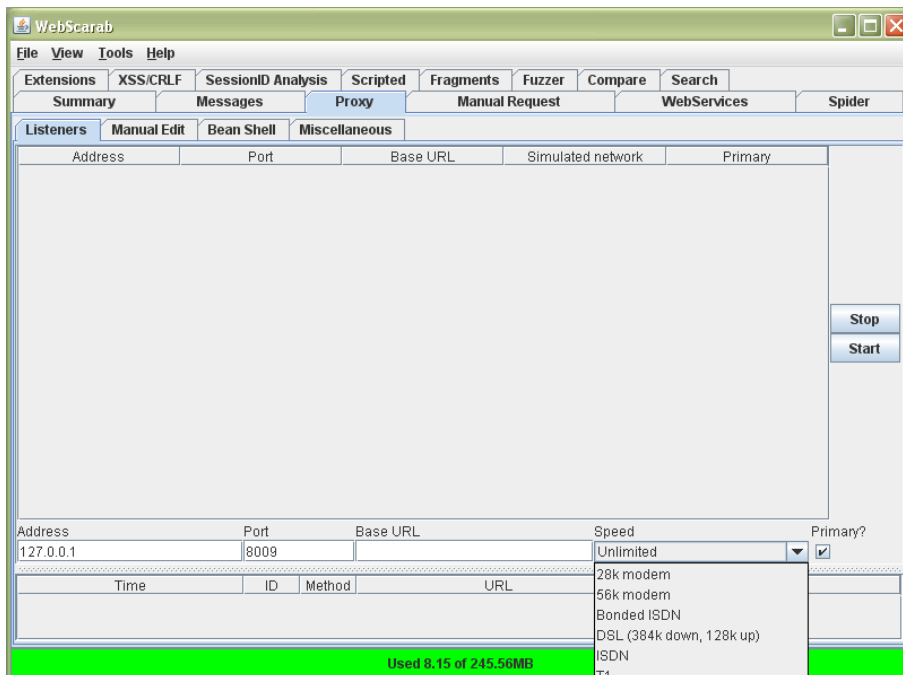 WebScarab
File View Tools Help
Extensions XSS/CRLF SessionID Analysis Scripted Fragments Fuzzer Compare Search
Summary Messages Proxy Manual Request WebServices Spider
Listeners Manual Edit Bean Shell Miscellaneous
Address Port Base URL Simulated network Primary
Stop
Start
Address Port Base URL Speed Primary?
127.0.0.1 8009 Unlimited
28k modem
Time ID Method URL
56k modem
Bonded ISDN
DSL (384k down, 128k up)
ISDN
Used 8.15 of 245.56MB
T1